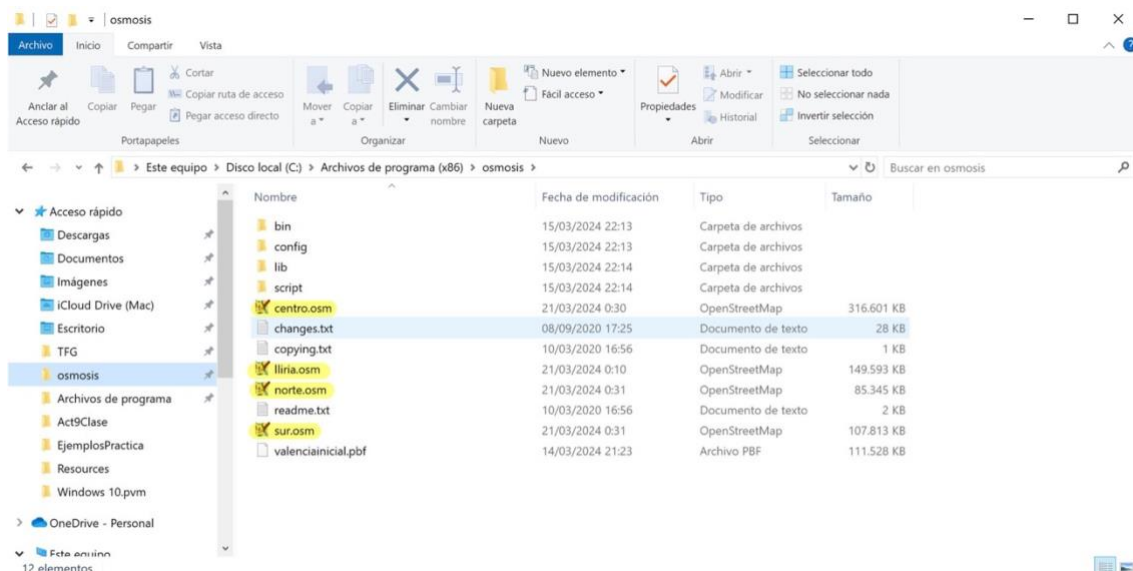 osmosis
Archivo Inicio Compartir Vista
Anclar al Acceso rápido
Copiar
Pegar
Cortar
Copiar ruta de acceso
Pegar acceso directo
Portapapeles
Mover a
Copiar a
Eliminar
Cambiar nombre
Organizar
Nueva carpeta
Nuevo elemento
Fácil acceso
Nuevo
Propiedades
Abrir
Modificar
Historial
Abrir
Seleccionar todo
No seleccionar nada
Invertir selección
Seleccionar
> Este equipo > Disco local (C:) > Archivos de programa (x86) > osmosis >
Buscar en osmosis
Acceso rápido
Descargas
Documentos
Imágenes
iCloud Drive (Mac)
Escritorio
TFG
osmosis
Archivos de programa
Act9Clase
EjemplosPractica
Resources
Windows 10.pvm
OneDrive - Personal
Este equipo
Nombre Fecha de modificación Tipo Tamaño
bin 15/03/2024 22:13 Carpeta de archivos
config 15/03/2024 22:13 Carpeta de archivos
lib 15/03/2024 22:14 Carpeta de archivos
script 15/03/2024 22:14 Carpeta de archivos
centro.osm 21/03/2024 0:30 OpenStreetMap 316.601 KB
changes.txt 08/09/2020 17:25 Documento de texto 28 KB
copying.txt 10/03/2020 16:56 Documento de texto 1 KB
lliria.osm 21/03/2024 0:10 OpenStreetMap 149.593 KB
norte.osm 21/03/2024 0:31 OpenStreetMap 85.345 KB
readme.txt 10/03/2020 16:56 Documento de texto 2 KB
sur.osm 21/03/2024 0:31 OpenStreetMap 107.813 KB
valenciainicial.pbf 14/03/2024 21:23 Archivo PBF 111.528 KB
12 elementos